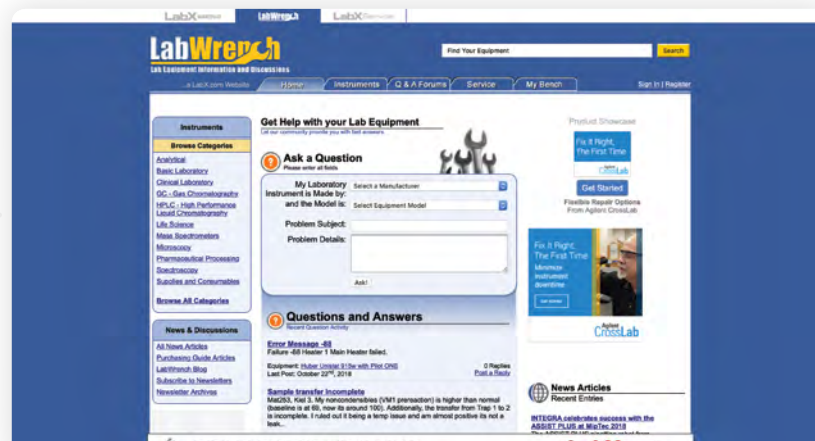 LabX
LabWrench
LabX
LabWrench
Lab Equipment Information and Discussions
Find Your Equipment
Search
a LabX.com Website
Home
Instruments
Q & A Forums
Service
My Bench
Sign In | Register
Instruments
Browse Categories
Analytical
Basic Laboratory
Clinical Laboratory
GC - Gas Chromatography
HPLC - High Performance
Liquid Chromatography
Life Science
Mass Spectrometers
Microscopy
Pharmaceutical Processing
Spectroscopy
Supplies and Consumables
Browse All Categories
News & Discussions
All News Articles
Purchasing Guide Articles
LabWrench Blog
Subscribe to Newsletters
Newsletter Archives
Get Help with your Lab Equipment
Let our community provide you with fast answers.
Ask a Question
Please enter all fields
My Laboratory
Instrument is Made by:
Select a Manufacturer
and the Model is:
Select Equipment Model
Problem Subject:
Problem Details:
Ask!
Questions and Answers
Recent Question Activity
Error Message -88
Failure -88 Heater 1 Main Heater failed.
Equipment: Huber Unistat 915w with Pilot ONE
0 Replies
Last Post: October 22nd, 2018
Post a Reply
Sample transfer Incomplete
Mat253, Kiel 3. My noncondensibles (VM1 prereaction) is higher than normal
(baseline is at 69, now its around 100). Additionally, the transfer from Trap 1 to 2
is incomplete. I ruled out it being a temp issue and am almost positive its not a
leak...
Product Showcase
Fix It Right,
The First Time
Agilent
CrossLab
Get Started
Flexible Repair Options
From Agilent CrossLab
Fix It Right,
The First Time
Minimize
instrument
downtime
Agilent
CrossLab
News Articles
Recent Entries
INTEGRA celebrates success with the
ASSIST PLUS at MipTec 2018